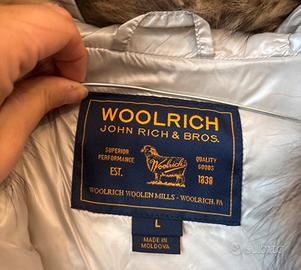 WOOLRICH
JOHN RICH & BROS.
SUPERIOR PERFORMANCE
QUALITY GOODS
Woolrich
EST.
1830
WOOLRICH WOOLEN MILLS - WOOLRICH, PA
L
MADE IN
MOLDOVA
subito